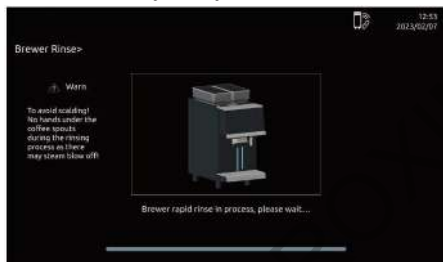 12:53
2023/02/07
Brewer Rinse>
Warn
To avoid scalding!
No hands under the
coffee spouts
during the rinsing
process as there
may steam blow off!
Brewer rapid rinse in process, please wait...